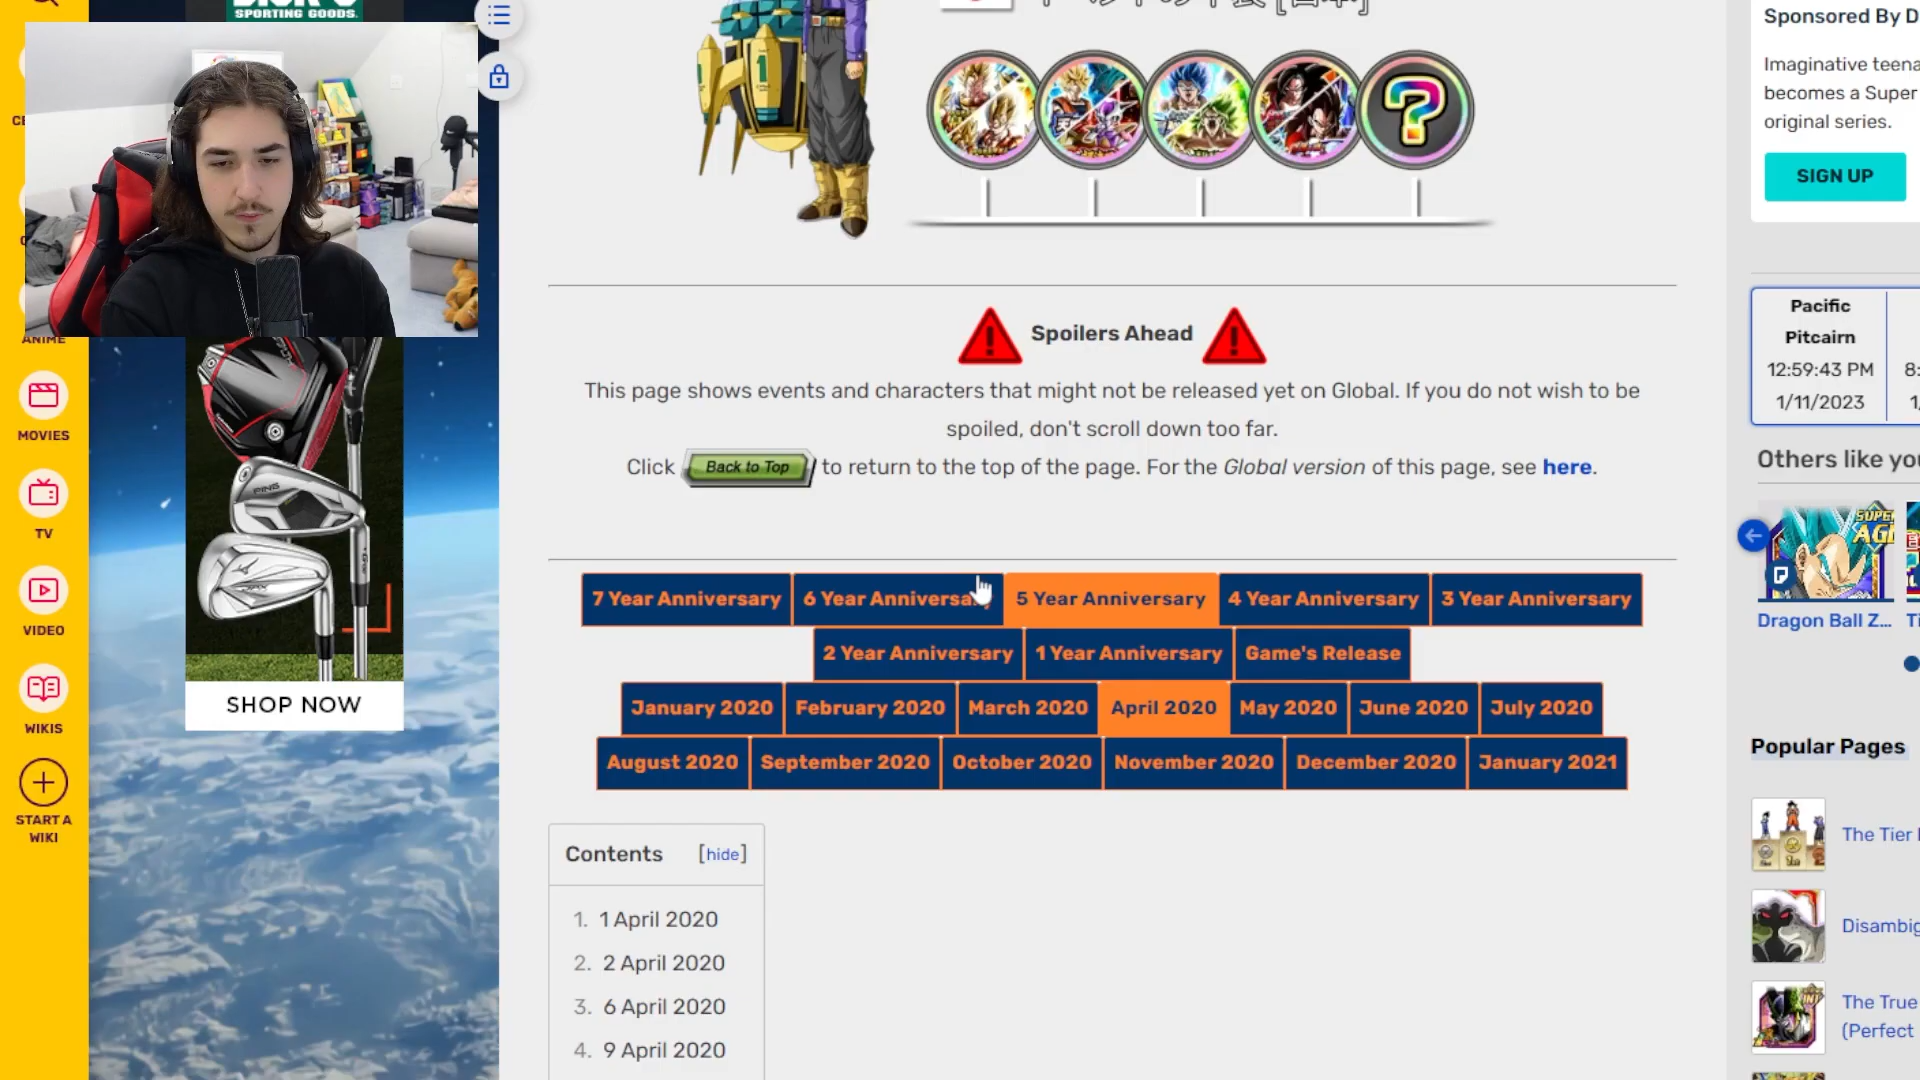 SPORTING GOODS.
Sponsored By D
Imaginative teena
becomes a Super
original series.
SIGN UP
Pacific
Pitcairn
12:59:43 PM
8:
1/11/2023
1/
Spoilers Ahead
This page shows events and characters that might not be released yet on Global. If you do not wish to be
spoiled, don't scroll down too far.
Click Back to Top to return to the top of the page. For the Global version of this page, see here.
ANIME
MOVIES
TV
VIDEO
WIKIS
START A
WIKI
PING
SHOP NOW
7 Year Anniversary 6 Year Anniversary 5 Year Anniversary 4 Year Anniversary 3 Year Anniversary
2 Year Anniversary 1 Year Anniversary Game's Release
January 2020 February 2020 March 2020 April 2020 May 2020 June 2020 July 2020
August 2020 September 2020 October 2020 November 2020 December 2020 January 2021
Contents [hide]
1. 1 April 2020
2. 2 April 2020
3. 6 April 2020
4. 9 April 2020
Others like you
Dragon Ball Z...
Popular Pages
The Tier
Disambig
The True
(Perfect